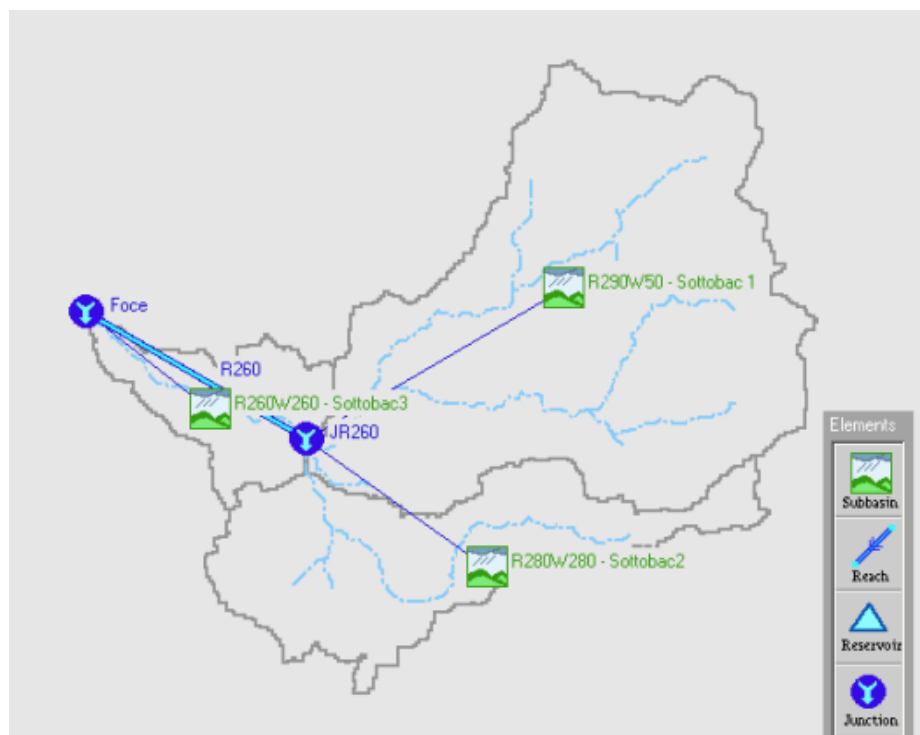 R290W50 - Sottobac 1
Foce
R260
R260W260 - Sottobac3
JR260
Elements
Subbasin
R280W280 - Sottobac2
Reach
Reservoir
Junction